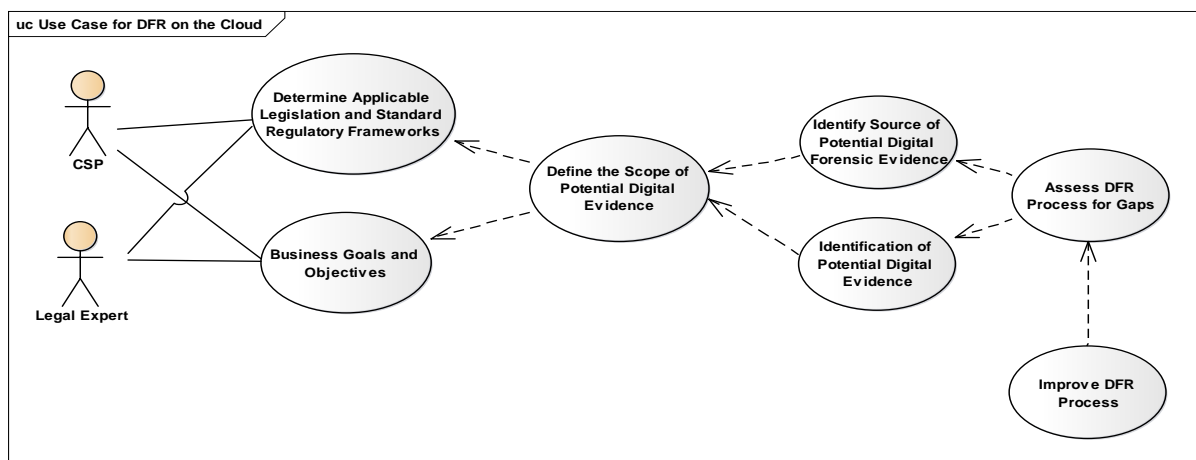 uc Use Case for DFR on the Cloud
CSP
Legal Expert
Determine Applicable
Legislation and Standard
Regulatory Frameworks
Business Goals and
Objectives
Define the Scope of
Potential Digital
Evidence
Identify Source of
Potential Digital
Forensic Evidence
Identification of
Potential Digital
Evidence
Assess DFR
Process for Gaps
Improve DFR
Process